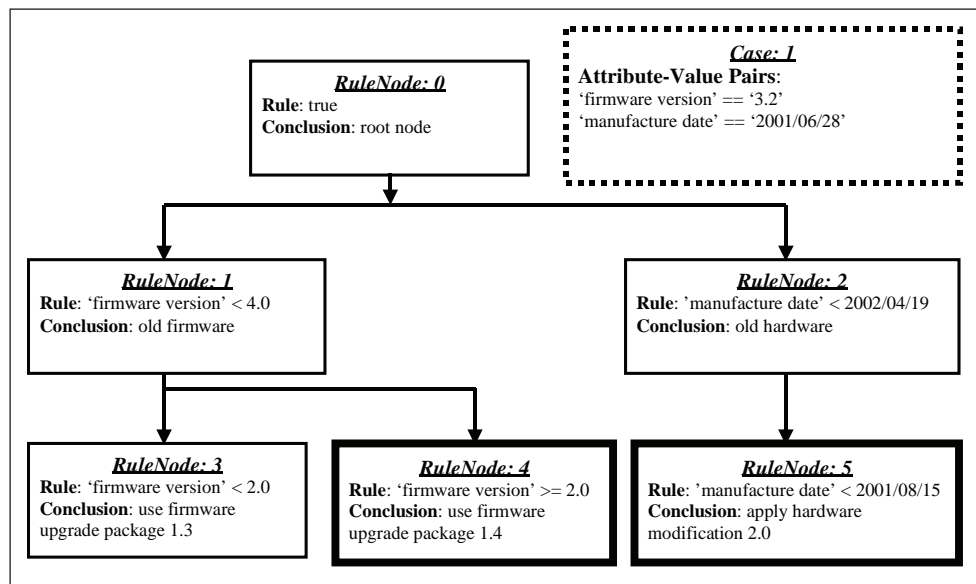 RuleNode: 0
Rule: true
Conclusion: root node
Case: 1
Attribute-Value Pairs:
‘firmware version’ == ‘3.2’
‘manufacture date’ == ‘2001/06/28’
RuleNode: 1
Rule: ‘firmware version’ < 4.0
Conclusion: old firmware
RuleNode: 2
Rule: ’manufacture date’ < 2002/04/19
Conclusion: old hardware
RuleNode: 3
Rule: ‘firmware version’ < 2.0
Conclusion: use firmware
upgrade package 1.3
RuleNode: 4
Rule: ‘firmware version’ >= 2.0
Conclusion: use firmware
upgrade package 1.4
RuleNode: 5
Rule: ’manufacture date’ < 2001/08/15
Conclusion: apply hardware
modification 2.0